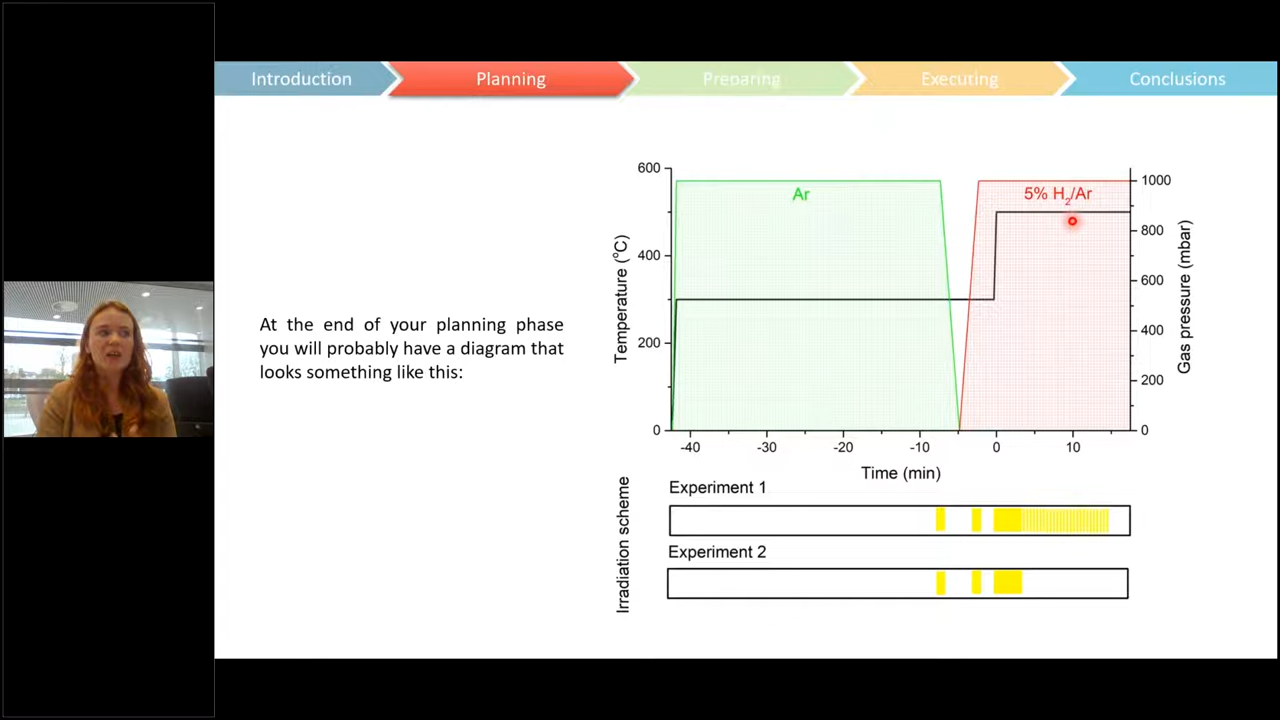 Introduction
Planning
Preparing
Executing
Conclusions
At the end of your planning phase
you will probably have a diagram that
looks something like this:
Temperature (°C)
600
400
200
0
Ar
5% H₂/Ar
1000
800
600
400
200
0
Gas pressure (mbar)
-40 -30 -20 -10 0 10
Time (min)
Irradiation scheme
Experiment 1
Experiment 2